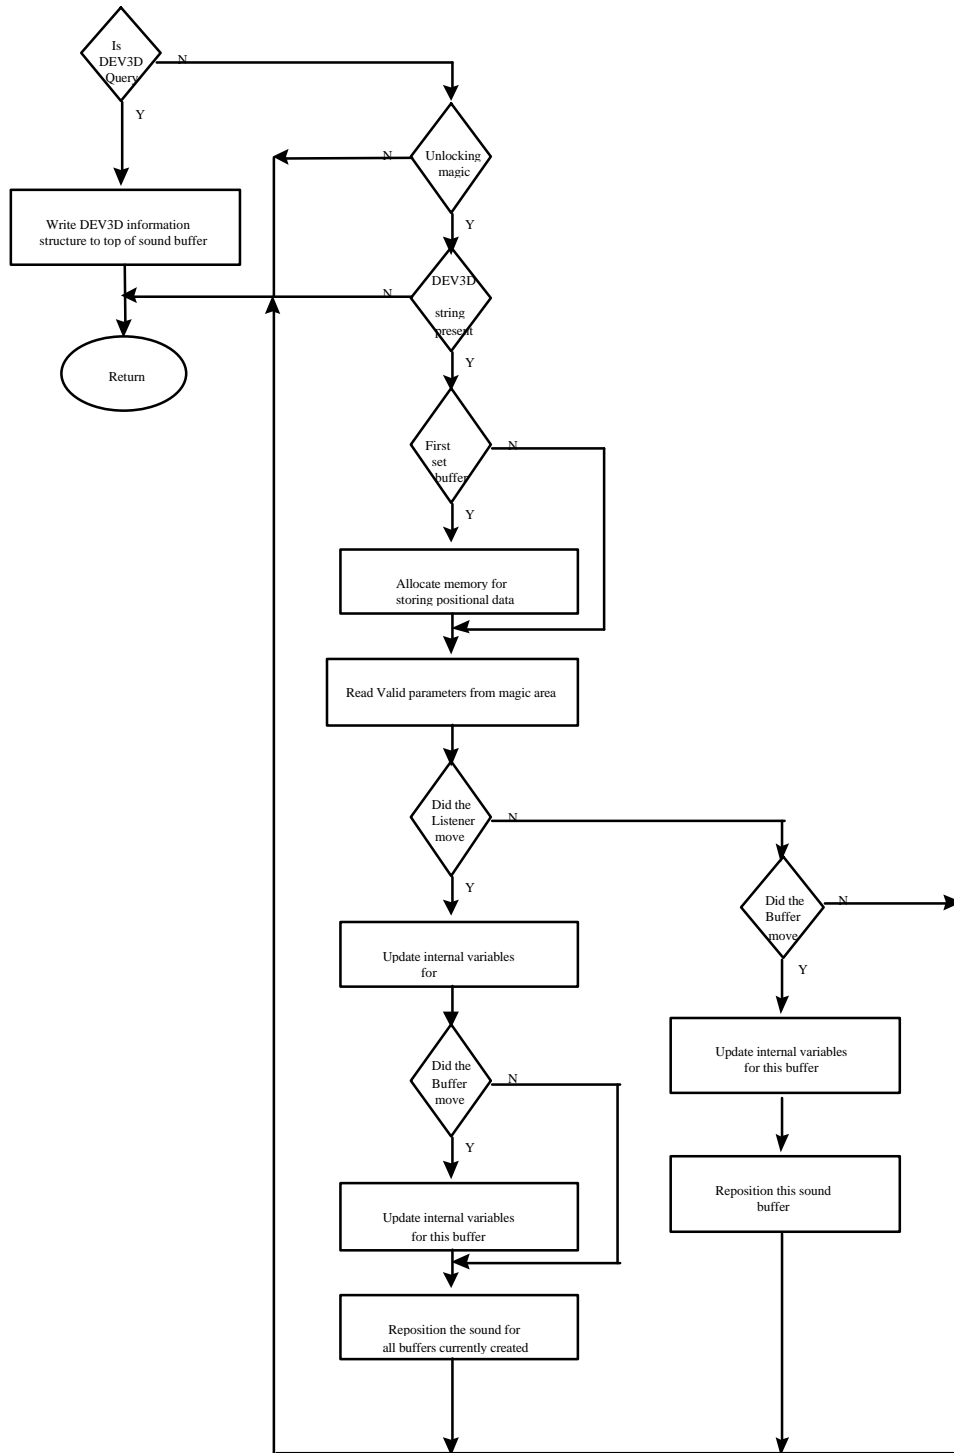 Is
DEV3D
Query
N
Y
Unlocking
magic
N
Y
Write DEV3D information
structure to top of sound buffer
DEV3D
string
present
N
Y
Return
First
set
buffer
N
Y
Allocate memory for
storing positional data
Read Valid parameters from magic area
Did the
Listener
move
N
Y
Did the
Buffer
move
N
Y
Update internal variables
for
Update internal variables
for this buffer
Did the
Buffer
move
N
Y
Reposition this sound
buffer
Update internal variables
for this buffer
Reposition the sound for
all buffers currently created